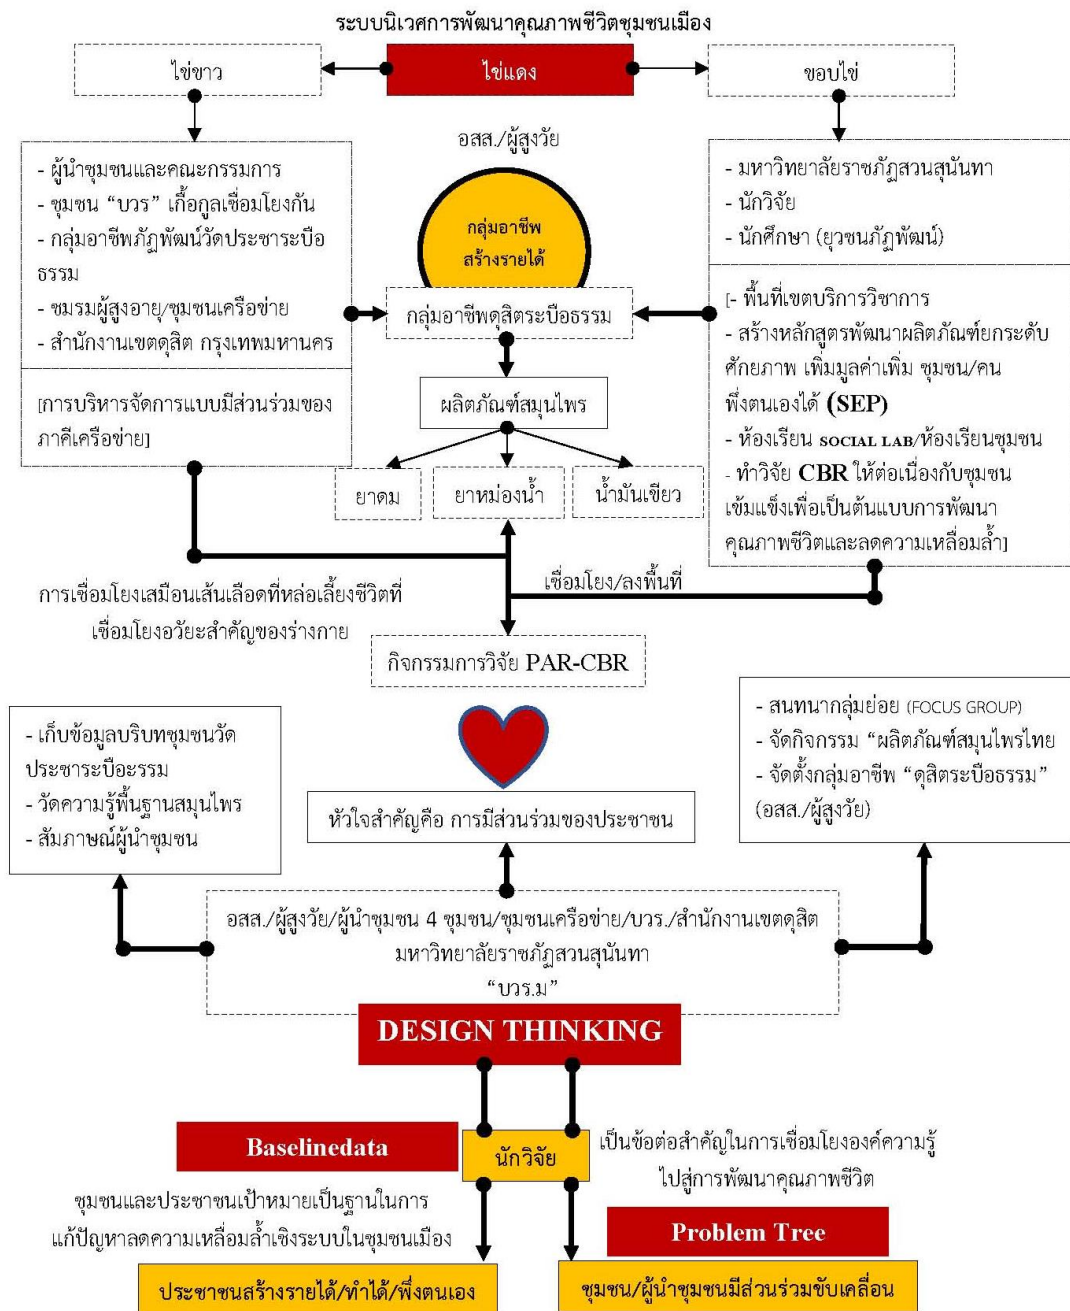 ระบบนิเวศการพัฒนาคุณภาพชีวิตชุมชนเมือง
ไข่ขาว
ไข่แดง
ขอบไข่
- ผู้นำชุมชนและคณะกรรมการ
- ชุมชน “บวร” เกื้อกูลเชื่อมโยงกัน
- กลุ่มอาชีพภัฏพัฒน์วัดประชาระบือ
ธรรม
- ชมรมผู้สูงอายุ/ชุมชนเครือข่าย
- สำนักงานเขตดุสิต กรุงเทพมหานคร
[การบริหารจัดการแบบมีส่วนร่วมของ
ภาคีเครือข่าย]
อสส./ผู้สูงวัย
กลุ่มอาชีพ
สร้างรายได้
กลุ่มอาชีพดุสิตระบือธรรม
ผลิตภัณฑ์สมุนไพร
ยาดม
ยาหม่องน้ำ
น้ำมันเขียว
- มหาวิทยาลัยราชภัฏสวนสุนันทา
- นักวิจัย
- นักศึกษา (ยุวชนภัฏพัฒน์)
[- พื้นที่เขตบริการวิชาการ
- สร้างหลักสูตรพัฒนาผลิตภัณฑ์ยกระดับ
ศักยภาพ เพิ่มมูลค่าเพิ่ม ชุมชน/คน
พึ่งตนเองได้ (SEP)
- ห้องเรียน SOCIAL LAB/ห้องเรียนชุมชน
- ทำวิจัย CBR ให้ต่อเนื่องกับชุมชน
เข้มแข็งเพื่อเป็นต้นแบบการพัฒนา
คุณภาพชีวิตและลดความเหลื่อมล้ำ]
การเชื่อมโยงเสมือนเส้นเลือดที่หล่อเลี้ยงชีวิตที่
เชื่อมโยงอวัยะสำคัญของร่างกาย
เชื่อมโยง/ลงพื้นที่
กิจกรรมการวิจัย PAR-CBR
- เก็บข้อมูลบริบทชุมชนวัด
ประชาระบือะรรม
- วัดความรู้พื้นฐานสมุนไพร
- สัมภาษณ์ผู้นำชุมชน
หัวใจสำคัญคือ การมีส่วนร่วมของประชาชน
- สนทนากลุ่มย่อย (FOCUS GROUP)
- จัดกิจกรรม “ผลิตภัณฑ์สมุนไพรไทย
- จัดตั้งกลุ่มอาชีพ “ดุสิตระบือธรรม”
(อสส./ผู้สูงวัย)
อสส./ผู้สูงวัย/ผู้นำชุมชน 4 ชุมชน/ชุมชนเครือข่าย/บวร./สำนักงานเขตดุสิต
มหาวิทยาลัยราชภัฏสวนสุนันทา
“บวร.ม”
DESIGN THINKING
Baselinedata
นักวิจัย
เป็นข้อต่อสำคัญในการเชื่อมโยงองค์ความรู้
ไปสู่การพัฒนาคุณภาพชีวิต
ชุมชนและประชาชนเป้าหมายเป็นฐานในการ
แก้ปัญหาลดความเหลื่อมล้ำเชิงระบบในชุมชนเมือง
Problem Tree
ประชาชนสร้างรายได้/ทำได้/พึ่งตนเอง
ชุมชน/ผู้นำชุมชนมีส่วนร่วมขับเคลื่อน